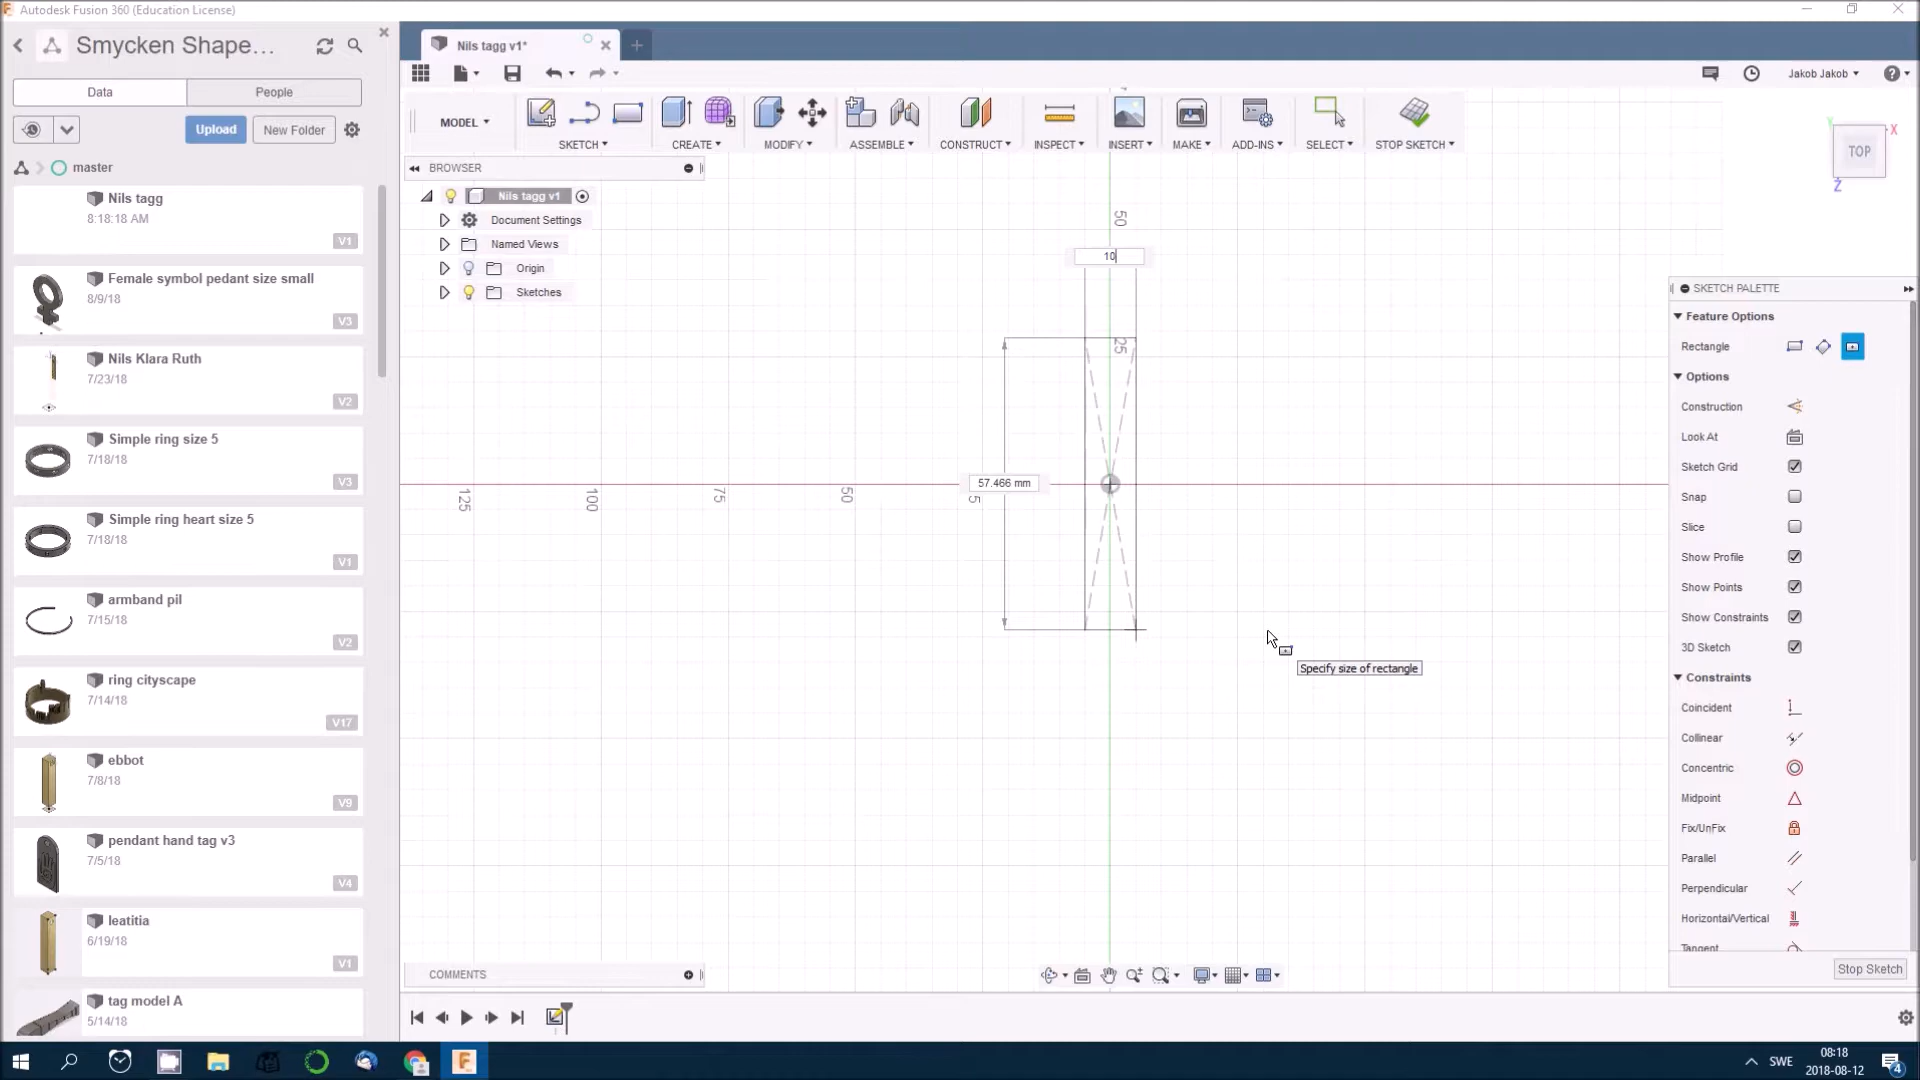 Autodesk Fusion 360 (Education License)
Smycken Shape...
Data
People
Upload
New Folder
master
Nils tagg
8:18:18 AM
V1
Female symbol pedant size small
8/9/18
V3
Nils Klara Ruth
7/23/18
V2
Simple ring size 5
7/18/18
V3
Simple ring heart size 5
7/18/18
V1
armband pil
7/15/18
V2
ring cityscape
7/14/18
V17
ebbot
7/8/18
V9
pendant hand tag v3
7/5/18
V4
leatitia
6/19/18
V1
tag model A
5/14/18
Nils tagg v1*
Jakob Jakob
MODEL
SKETCH
CREATE
MODIFY
ASSEMBLE
CONSTRUCT
INSPECT
INSERT
MAKE
ADD-INS
SELECT
STOP SKETCH
BROWSER
Nils tagg v1
Document Settings
Named Views
Origin
Sketches
TOP
X
Y
Z
50
10
25
57.466 mm
125
100
75
50
5
Specify size of rectangle
SKETCH PALETTE
Feature Options
Rectangle
Options
Construction
Look At
Sketch Grid
Snap
Slice
Show Profile
Show Points
Show Constraints
3D Sketch
Constraints
Coincident
Collinear
Concentric
Midpoint
Fix/UnFix
Parallel
Perpendicular
Horizontal/Vertical
Tangent
Stop Sketch
COMMENTS
SWE
08:18
2018-08-12
4